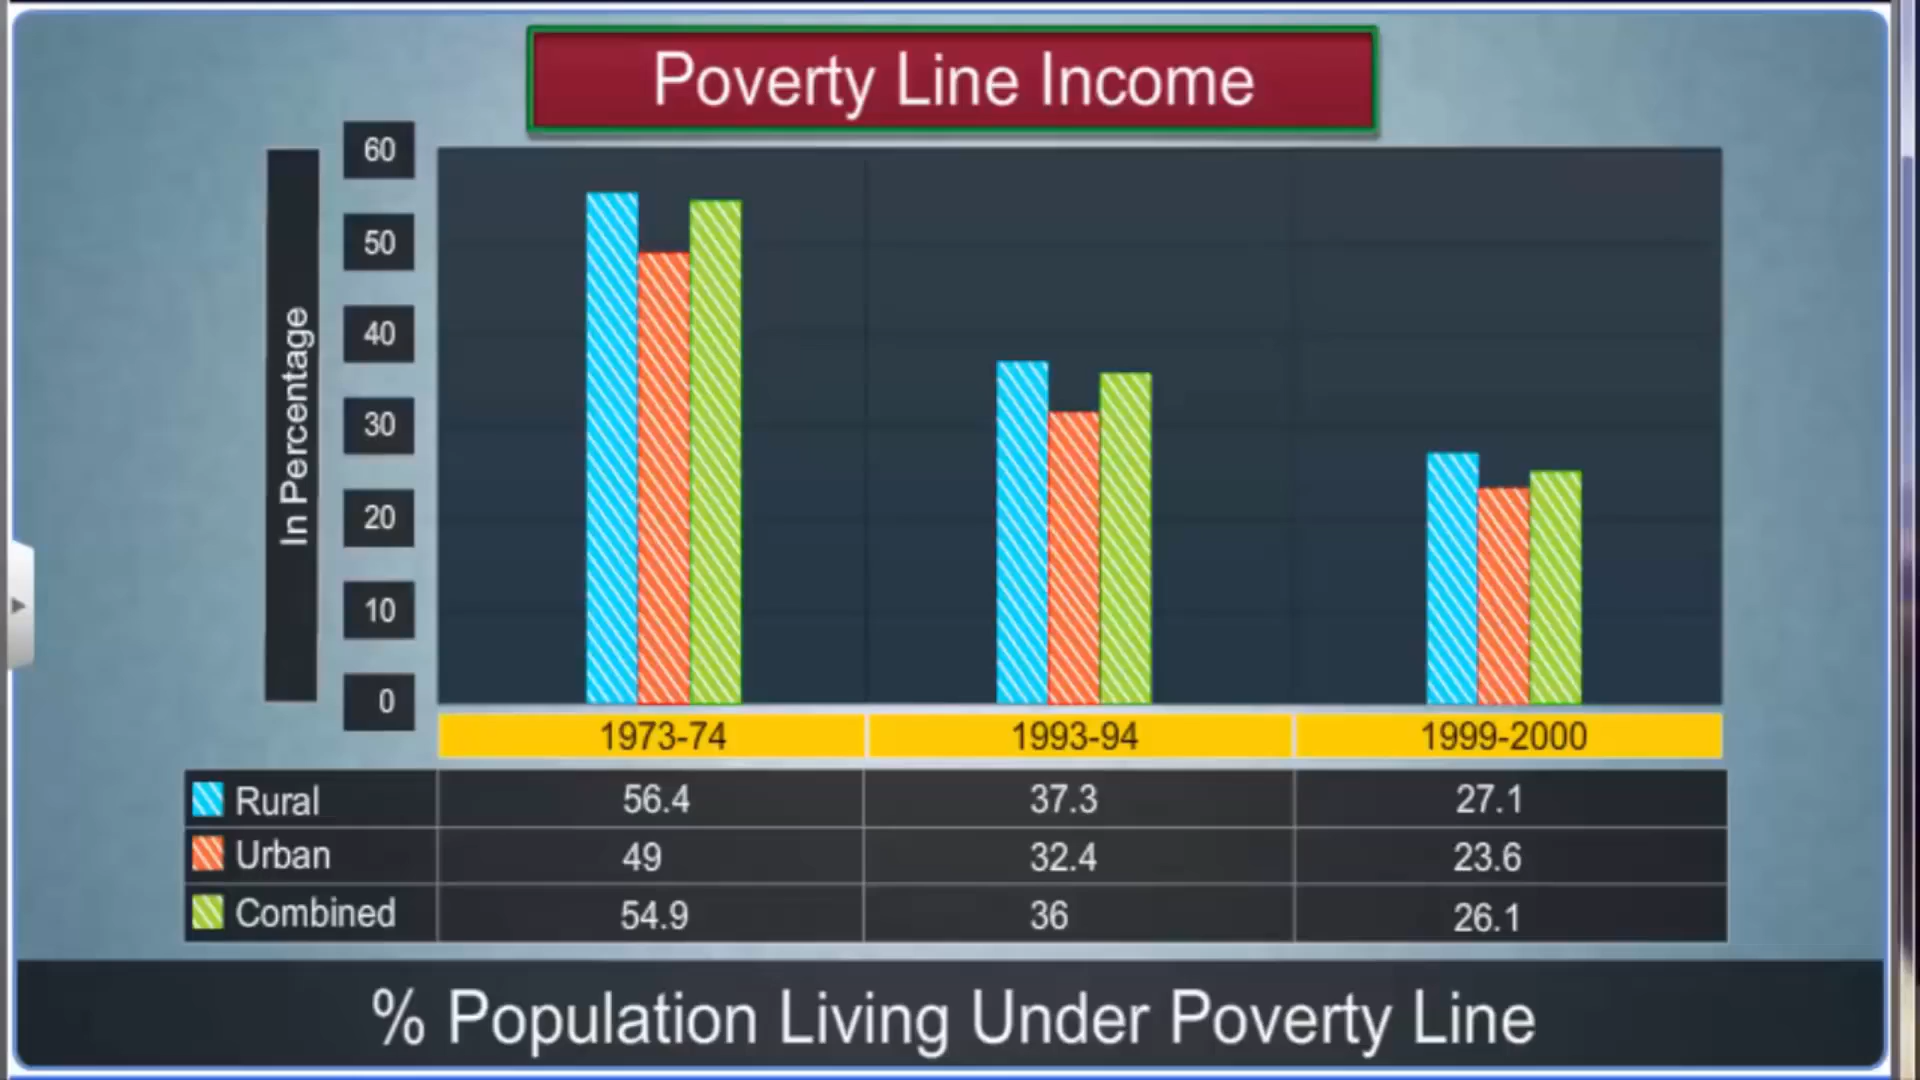 Poverty Line Income
In Percentage
60
50
40
30
20
10
0
1973-74 1993-94 1999-2000
Rural 56.4 37.3 27.1
Urban 49 32.4 23.6
Combined 54.9 36 26.1
% Population Living Under Poverty Line